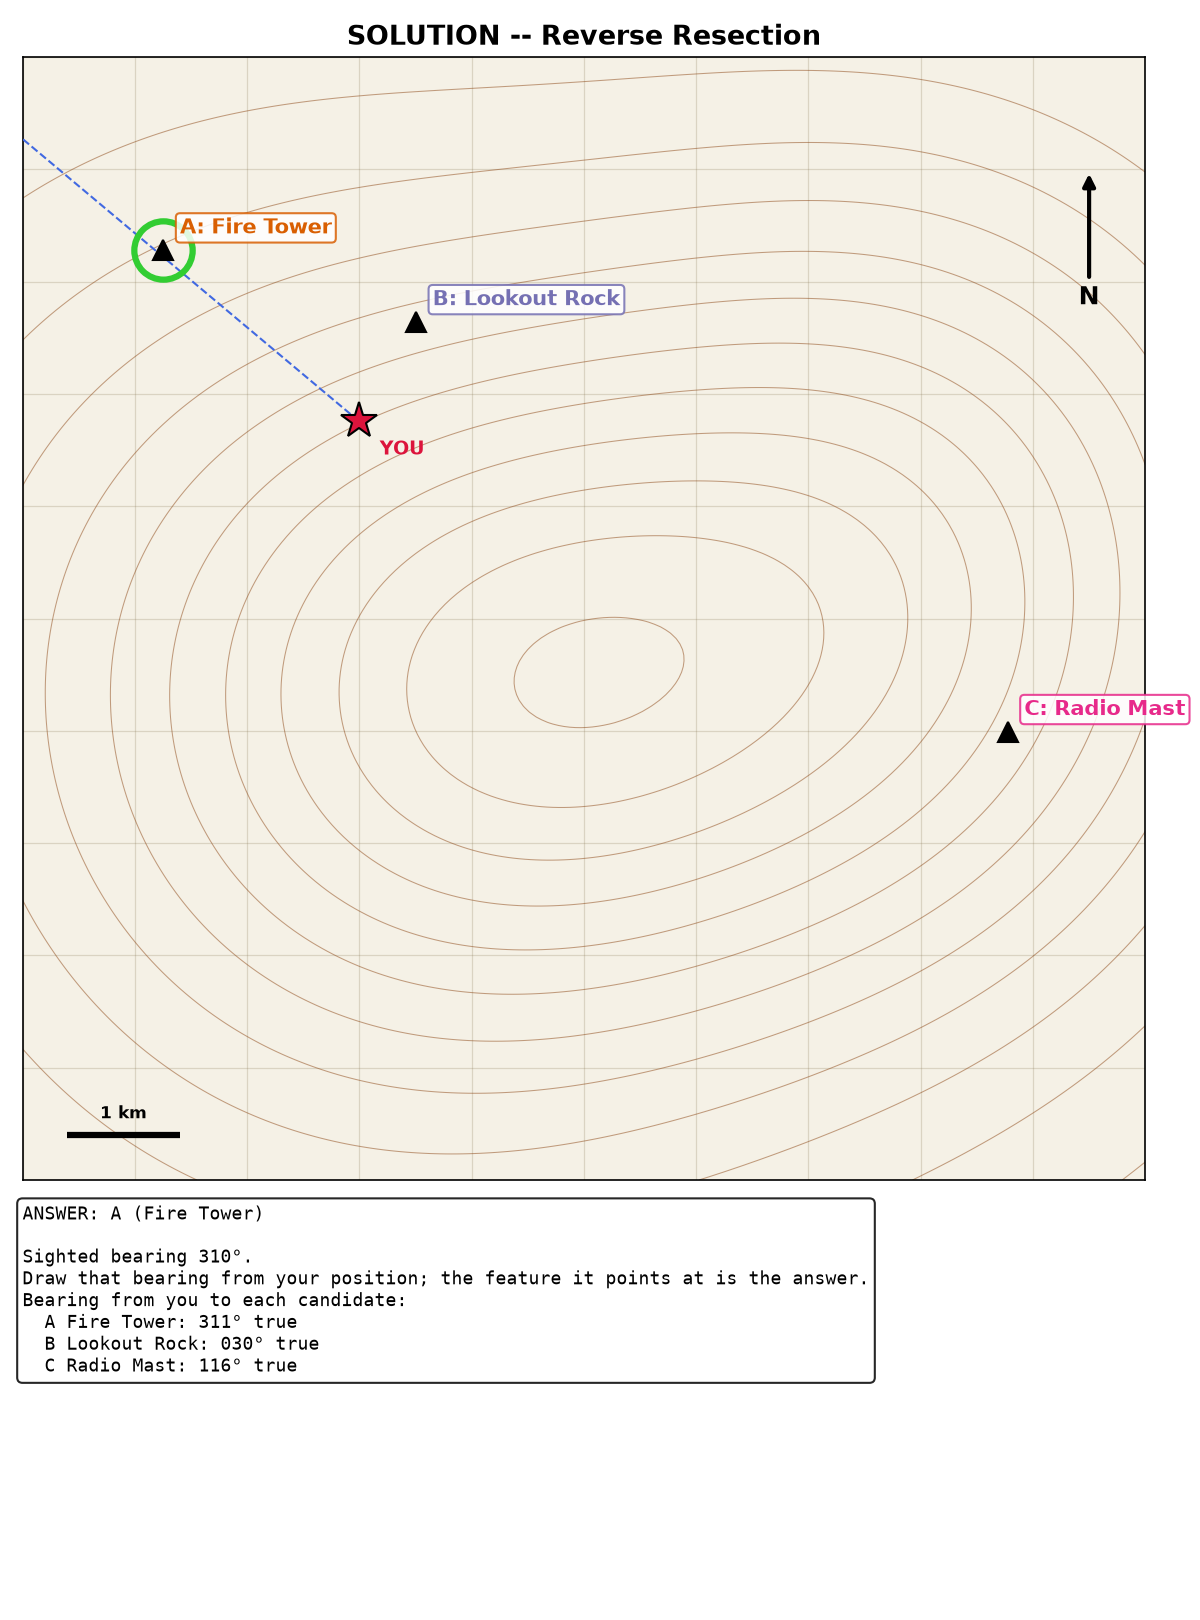 SOLUTION -- Reverse Resection
A: Fire Tower
B: Lookout Rock
N
YOU
C: Radio Mast
1 km
ANSWER: A (Fire Tower)
Sighted bearing 310°.
Draw that bearing from your position; the feature it points at is the answer.
Bearing from you to each candidate:
A Fire Tower: 311° true
B Lookout Rock: 030° true
C Radio Mast: 116° true